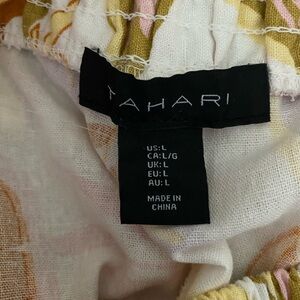 TAHARI
US: L
CA: L/G
UK: L
EU: L
AU: L
MADE IN
CHINA